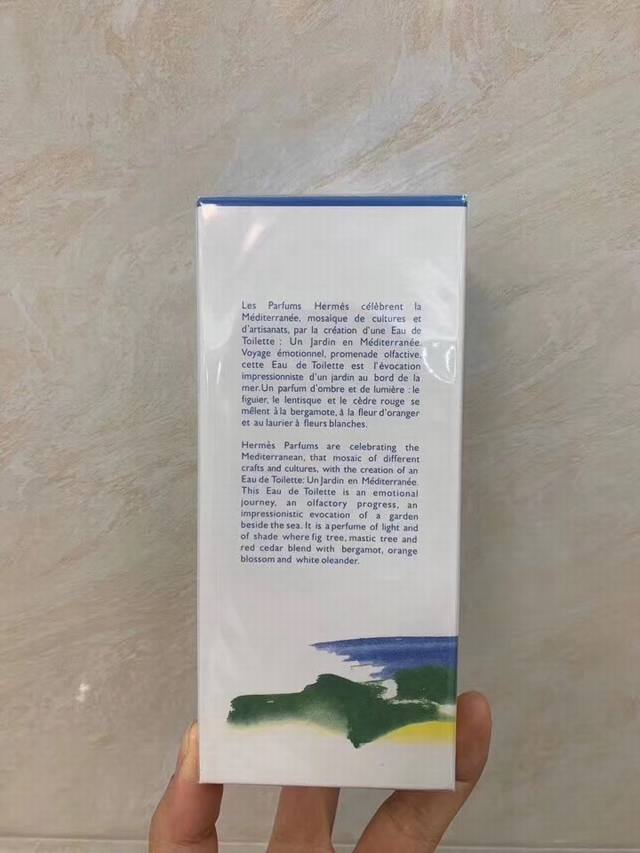 Les Parfums Hermès célèbrent la
Méditerranée, mosaique de cultures et
d'artisanats, par la création d'une Eau de
Toilette : Un Jardin en Méditerranée.
Voyage émotionnel, promenade olfactive,
cette Eau de Toilette est l'évocation
impressionniste d'un jardin au bord de la
mer.Un parfum d'ombre et de lumière : le
figuier, le lentisque et le cèdre rouge se
mêlent à la bergamote, à la fleur d'oranger
et au laurier à fleurs blanches.
Hermès Parfums are celebrating the
Mediterranean, that mosaic of different
crafts and cultures, with the creation of an
Eau de Toilette: Un Jardin en Méditerranée.
This Eau de Toilette is an emotional
journey, an olfactory progress, an
impressionistic evocation of a garden
beside the sea. It is a perfume of light and
of shade where fig tree, mastic tree and
red cedar blend with bergamot, orange
blossom and white oleander.